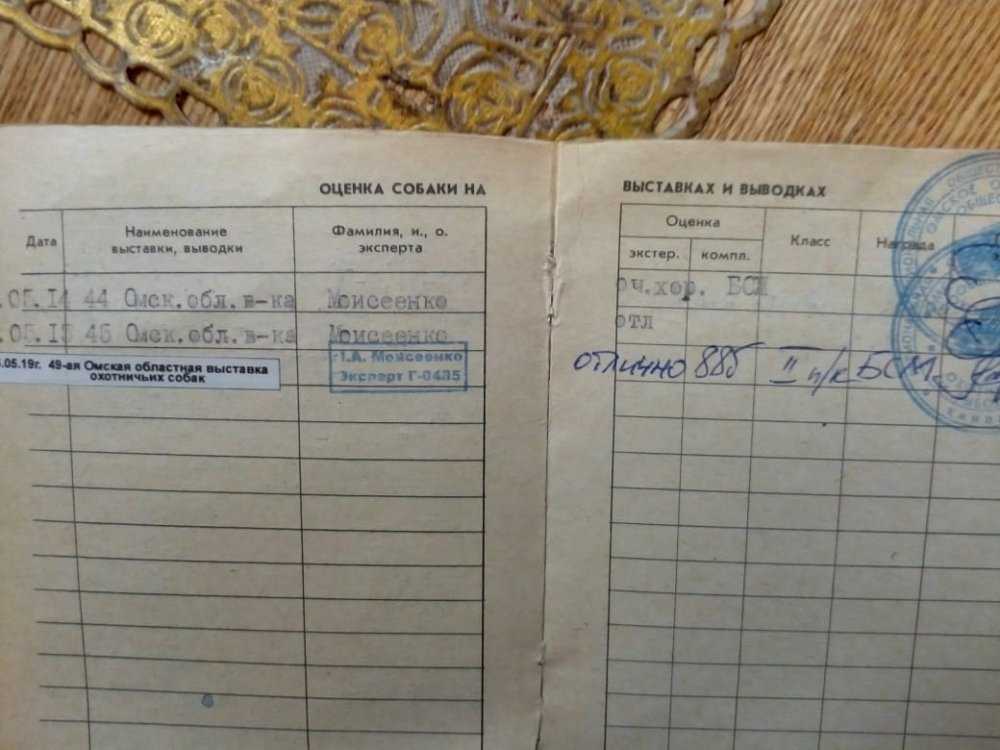 ОЦЕНКА СОБАКИ НА
Дата
Наименование
выставки, выводки
Фамилия, и., о.
эксперта
.05.14 44 Омск.обл.в-ка Моисеенко
.05.15 45 Омск.обл.в-ка Моисеенко
.05.19г. 49-ая Омская областная выставка
охотничьих собак
Г.А. Моисеенко
Эксперт Г-0435
ВЫСТАВКАХ И ВЫВОДКАХ
Оценка
экстер.
компл.
Класс
Награда
оч.хор.
отл
отлично 88б II п/к БСМ